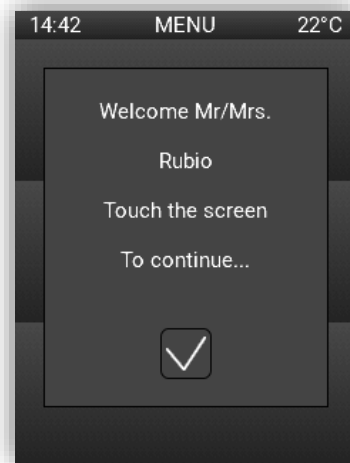 14:42 MENU 22°C
Welcome Mr/Mrs.
Rubio
Touch the screen
To continue...